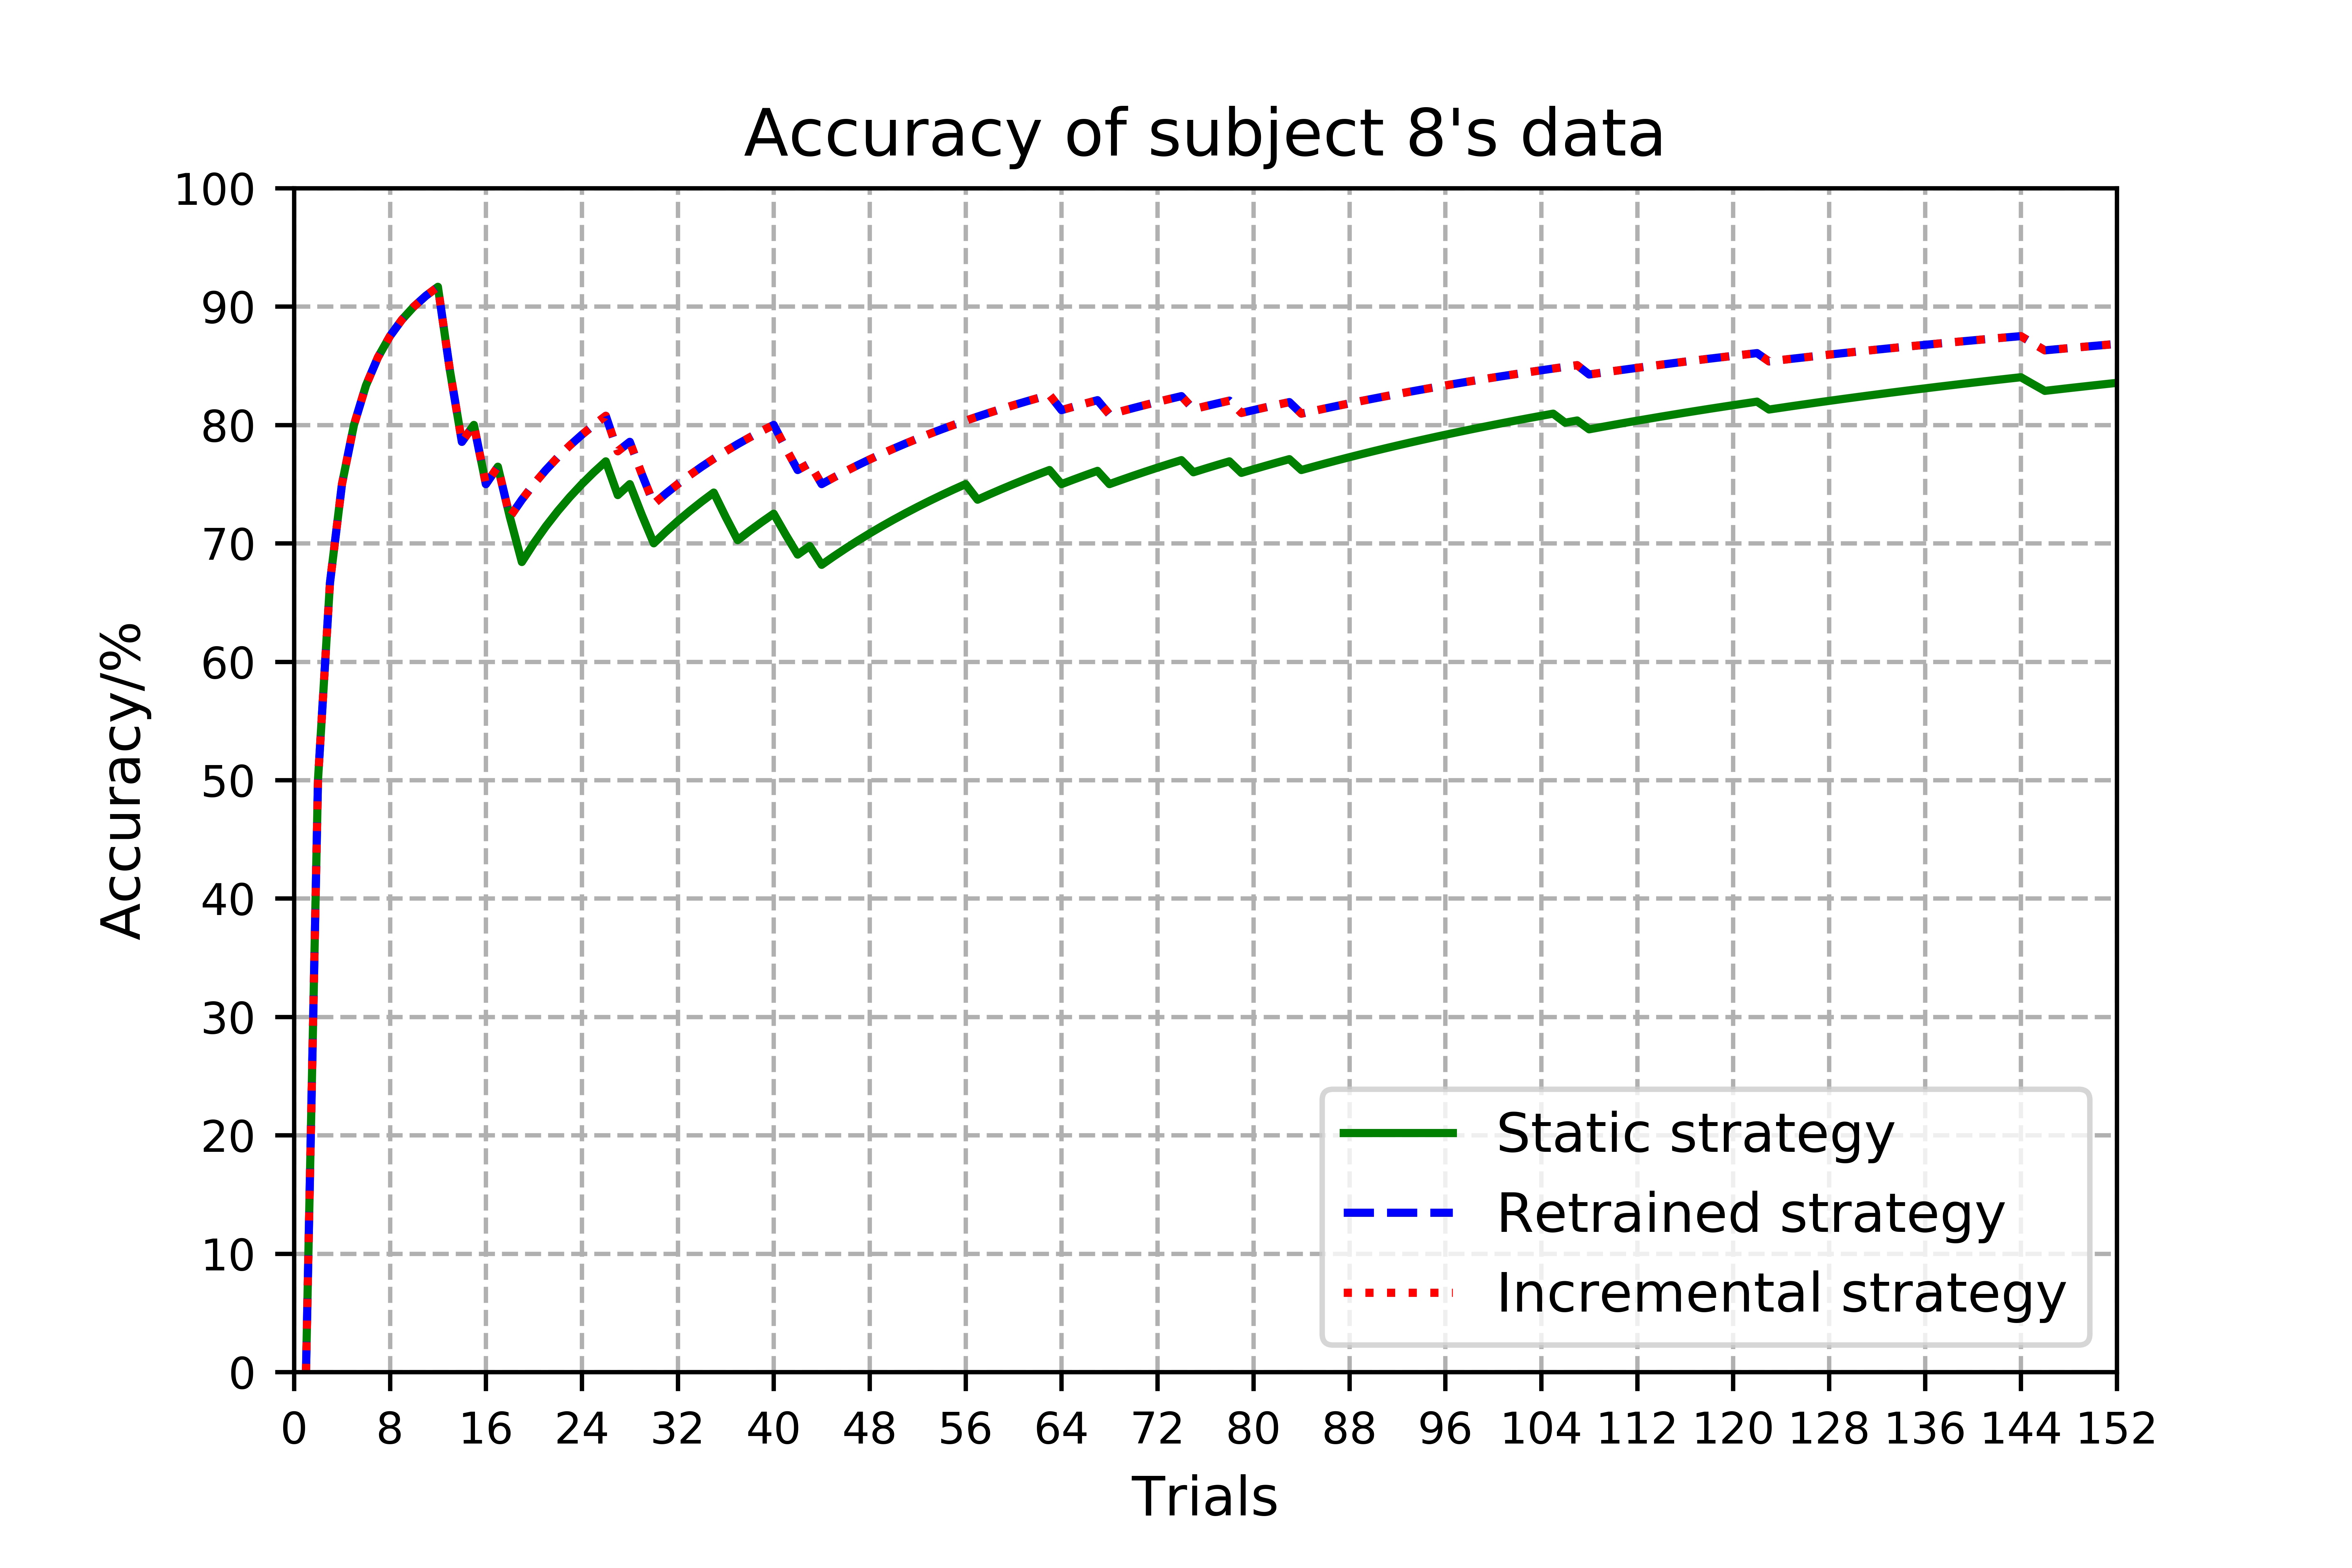 Accuracy of subject 8's data
100
90
80
70
60
50
40
30
20
10
0
Accuracy/%
Static strategy
Retrained strategy
Incremental strategy
0 8 16 24 32 40 48 56 64 72 80 88 96 104 112 120 128 136 144 152
Trials